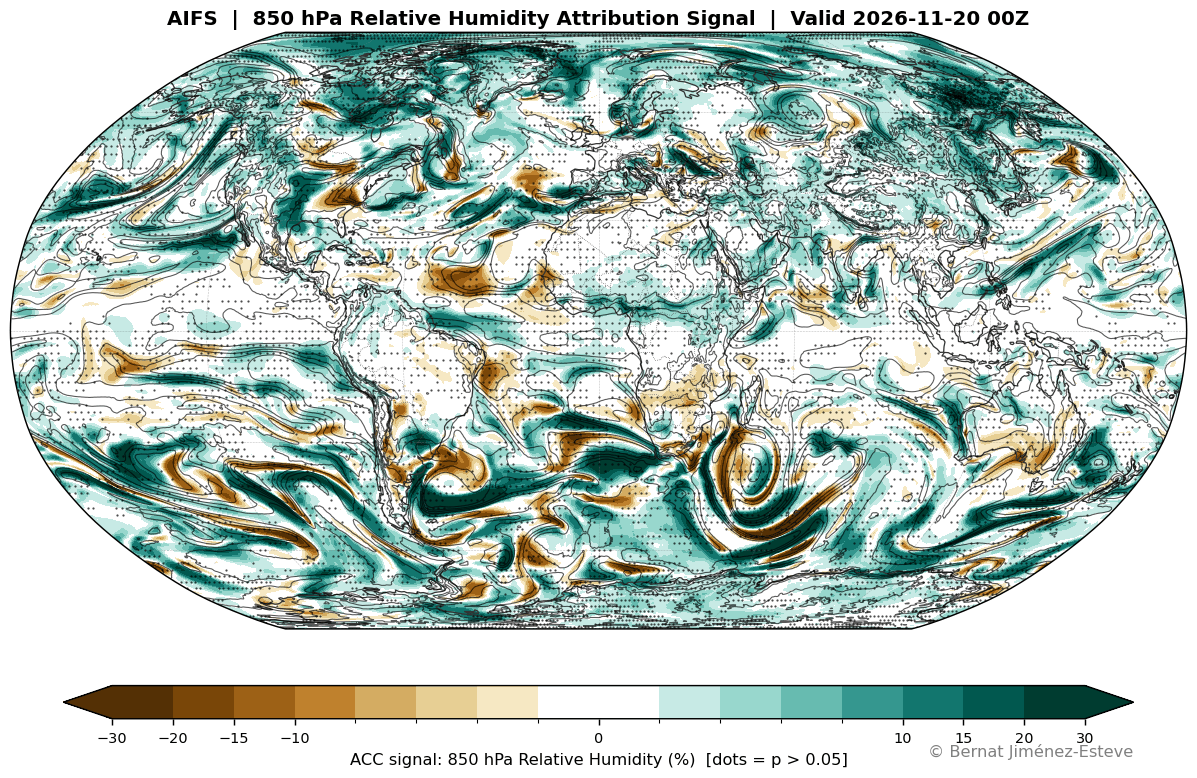 AIFS | 850 hPa Relative Humidity Attribution Signal | Valid 2026-11-20 00Z
−30 −20 −15 −10 0 10 15 20 30
ACC signal: 850 hPa Relative Humidity (%) [dots = p > 0.05]
© Bernat Jiménez-Esteve